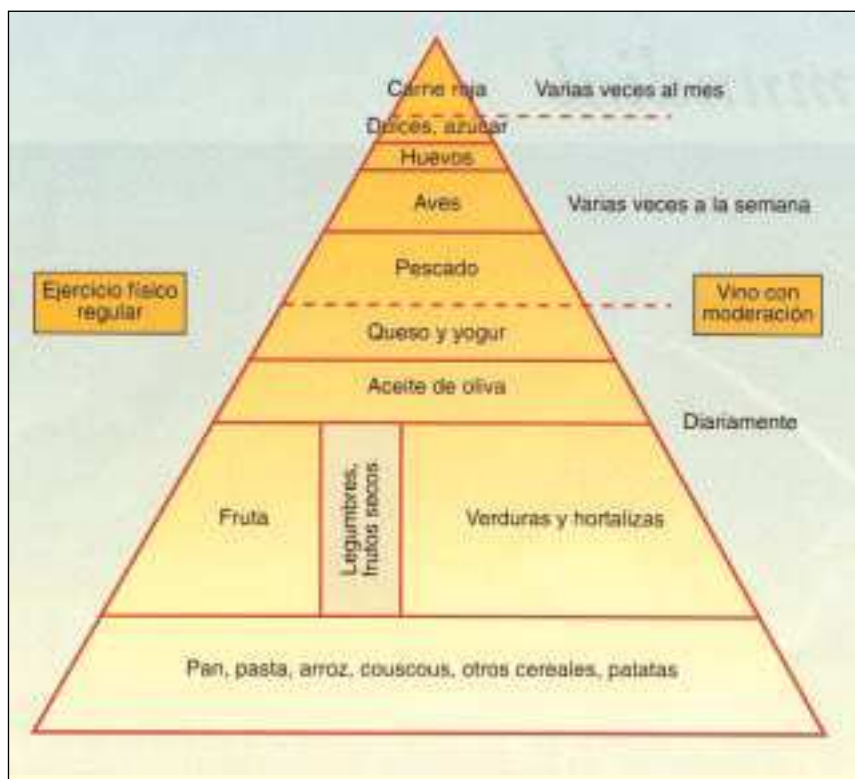 Carne roja
Varias veces al mes
Dulces, azúcar
Huevos
Aves
Varias veces a la semana
Pescado
Ejercicio físico
regular
Vino con
moderación
Queso y yogur
Aceite de oliva
Diariamente
Fruta
Legumbres,
frutos secos
Verduras y hortalizas
Pan, pasta, arroz, couscous, otros cereales, patatas